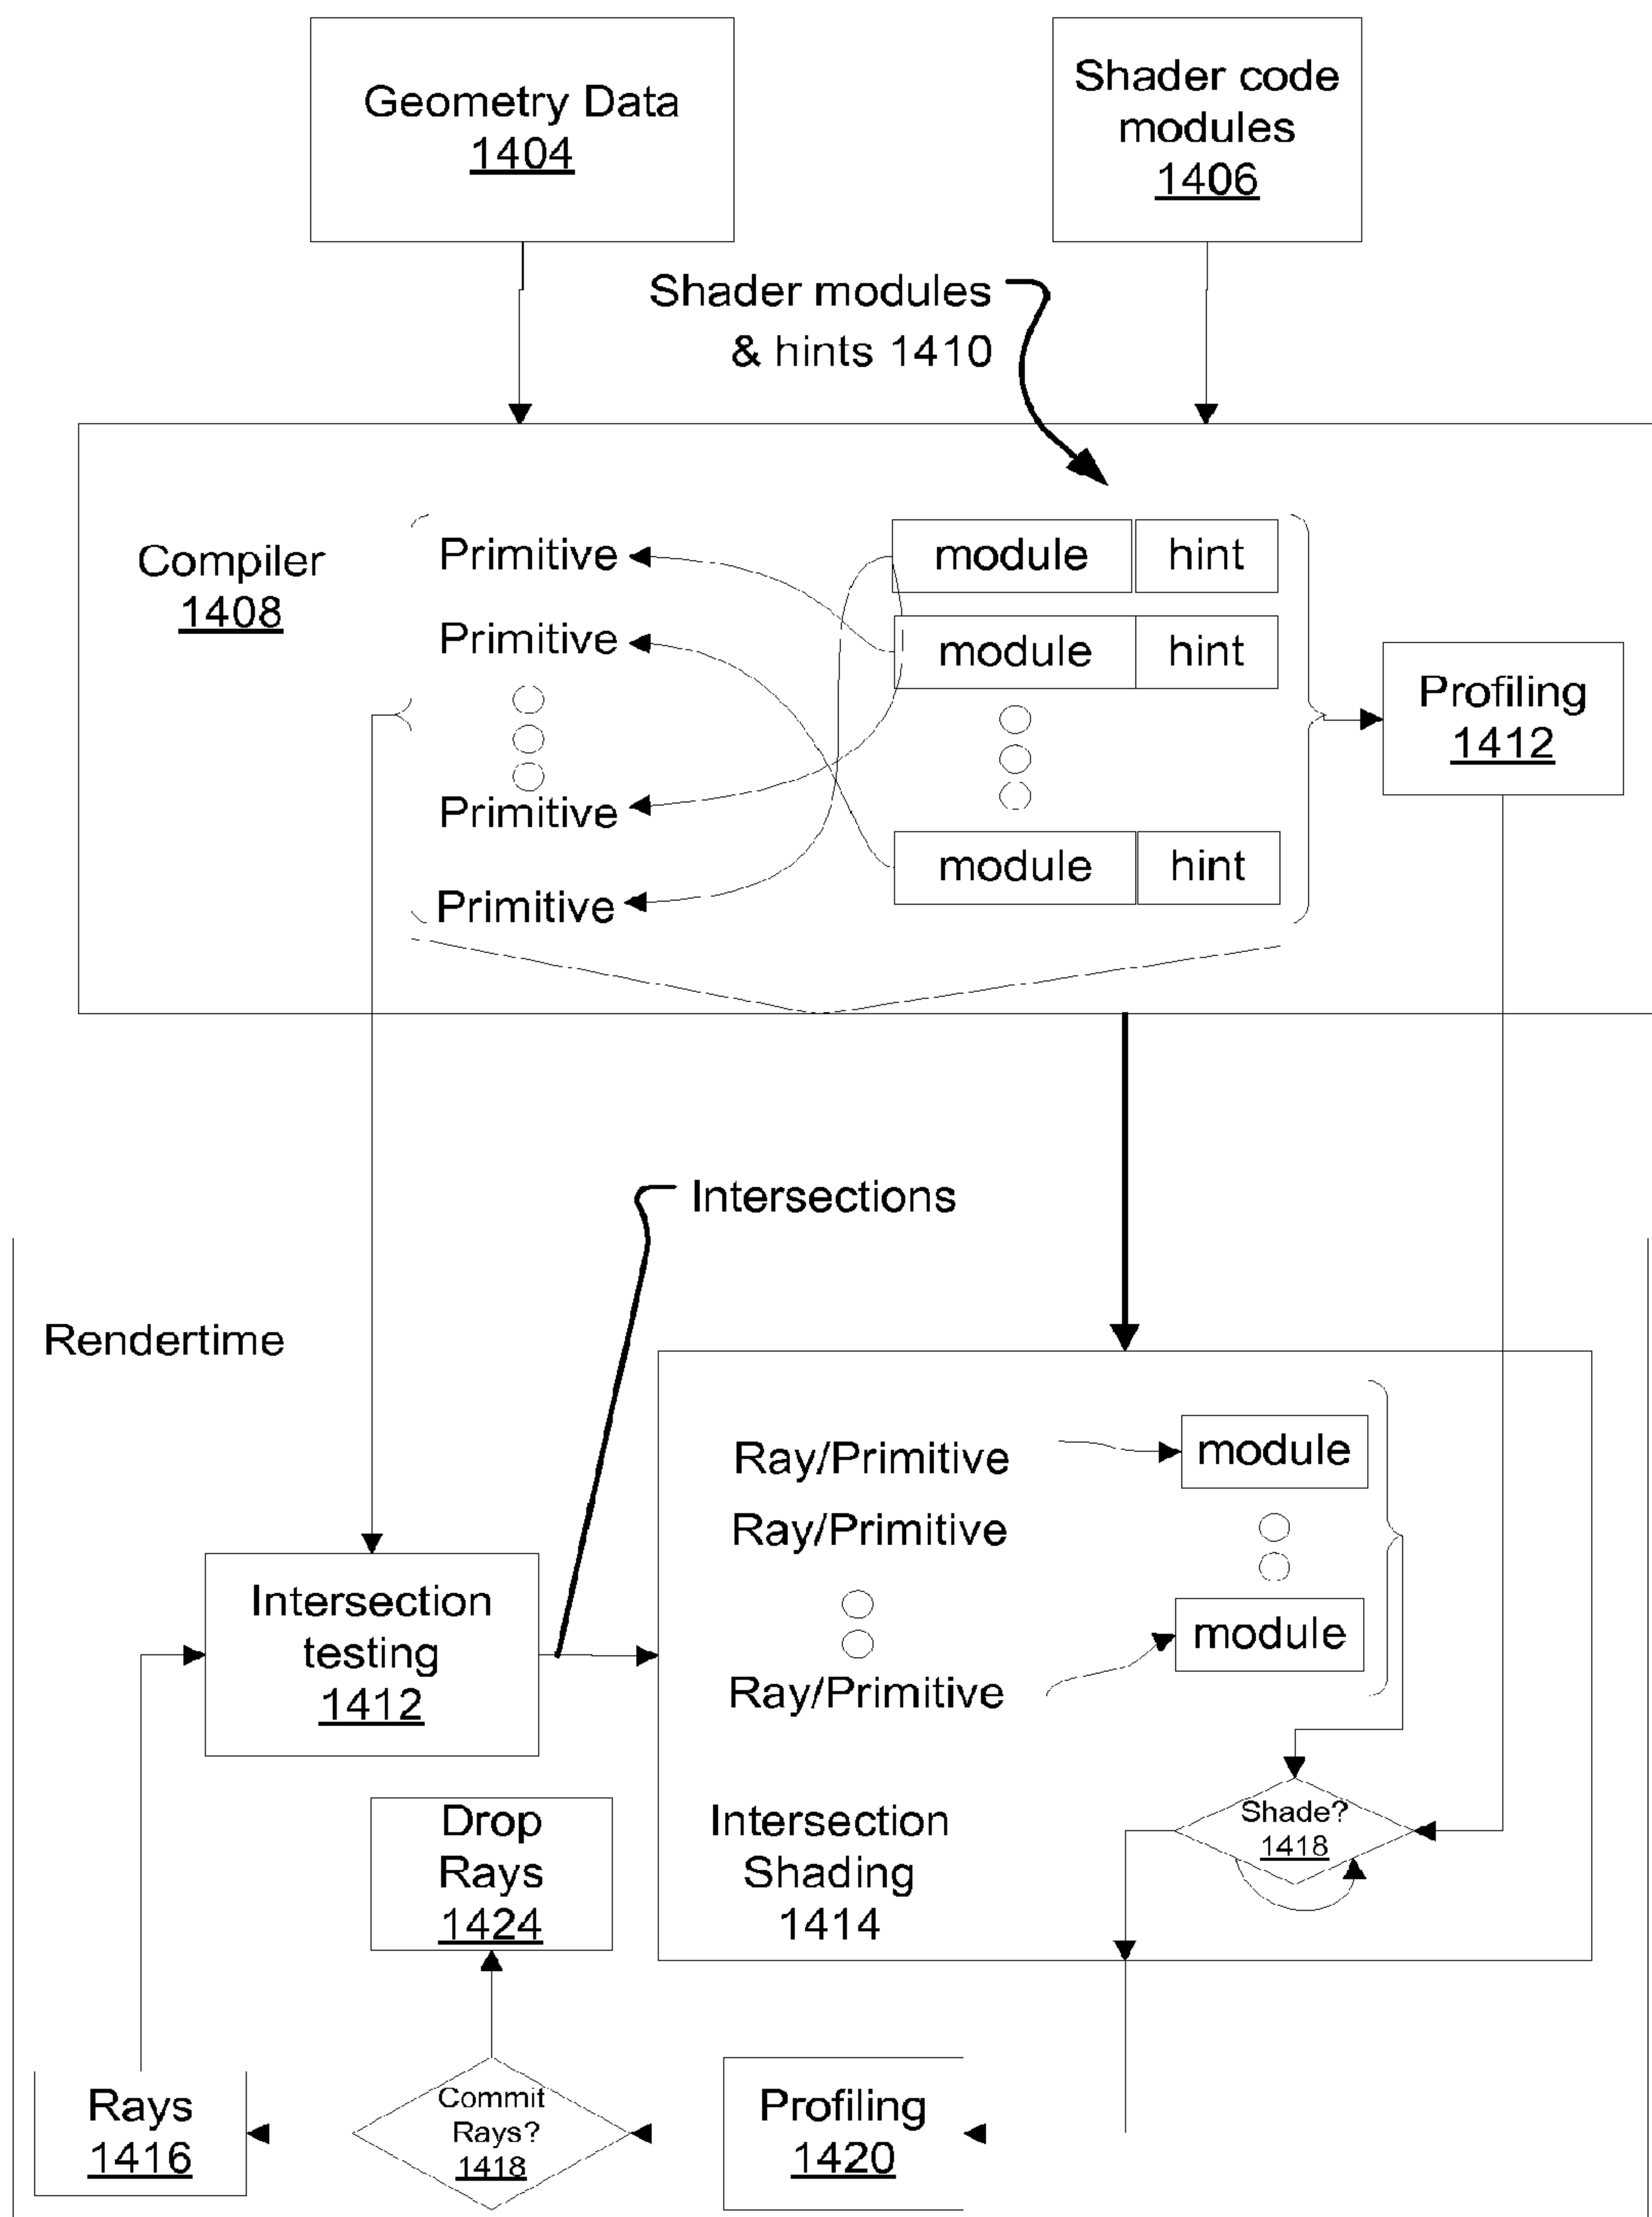 Geometry Data
1404
Shader code
modules
1406
Shader modules
& hints 1410
Compiler
1408
Primitive
Primitive
Primitive
Primitive
module hint
module hint
module hint
Profiling
1412
Intersections
Rendertime
Ray/Primitive
Ray/Primitive
Ray/Primitive
module
module
Intersection
testing
1412
Shade?
1418
Intersection
Shading
1414
Drop
Rays
1424
Rays
1416
Commit
Rays?
1418
Profiling
1420